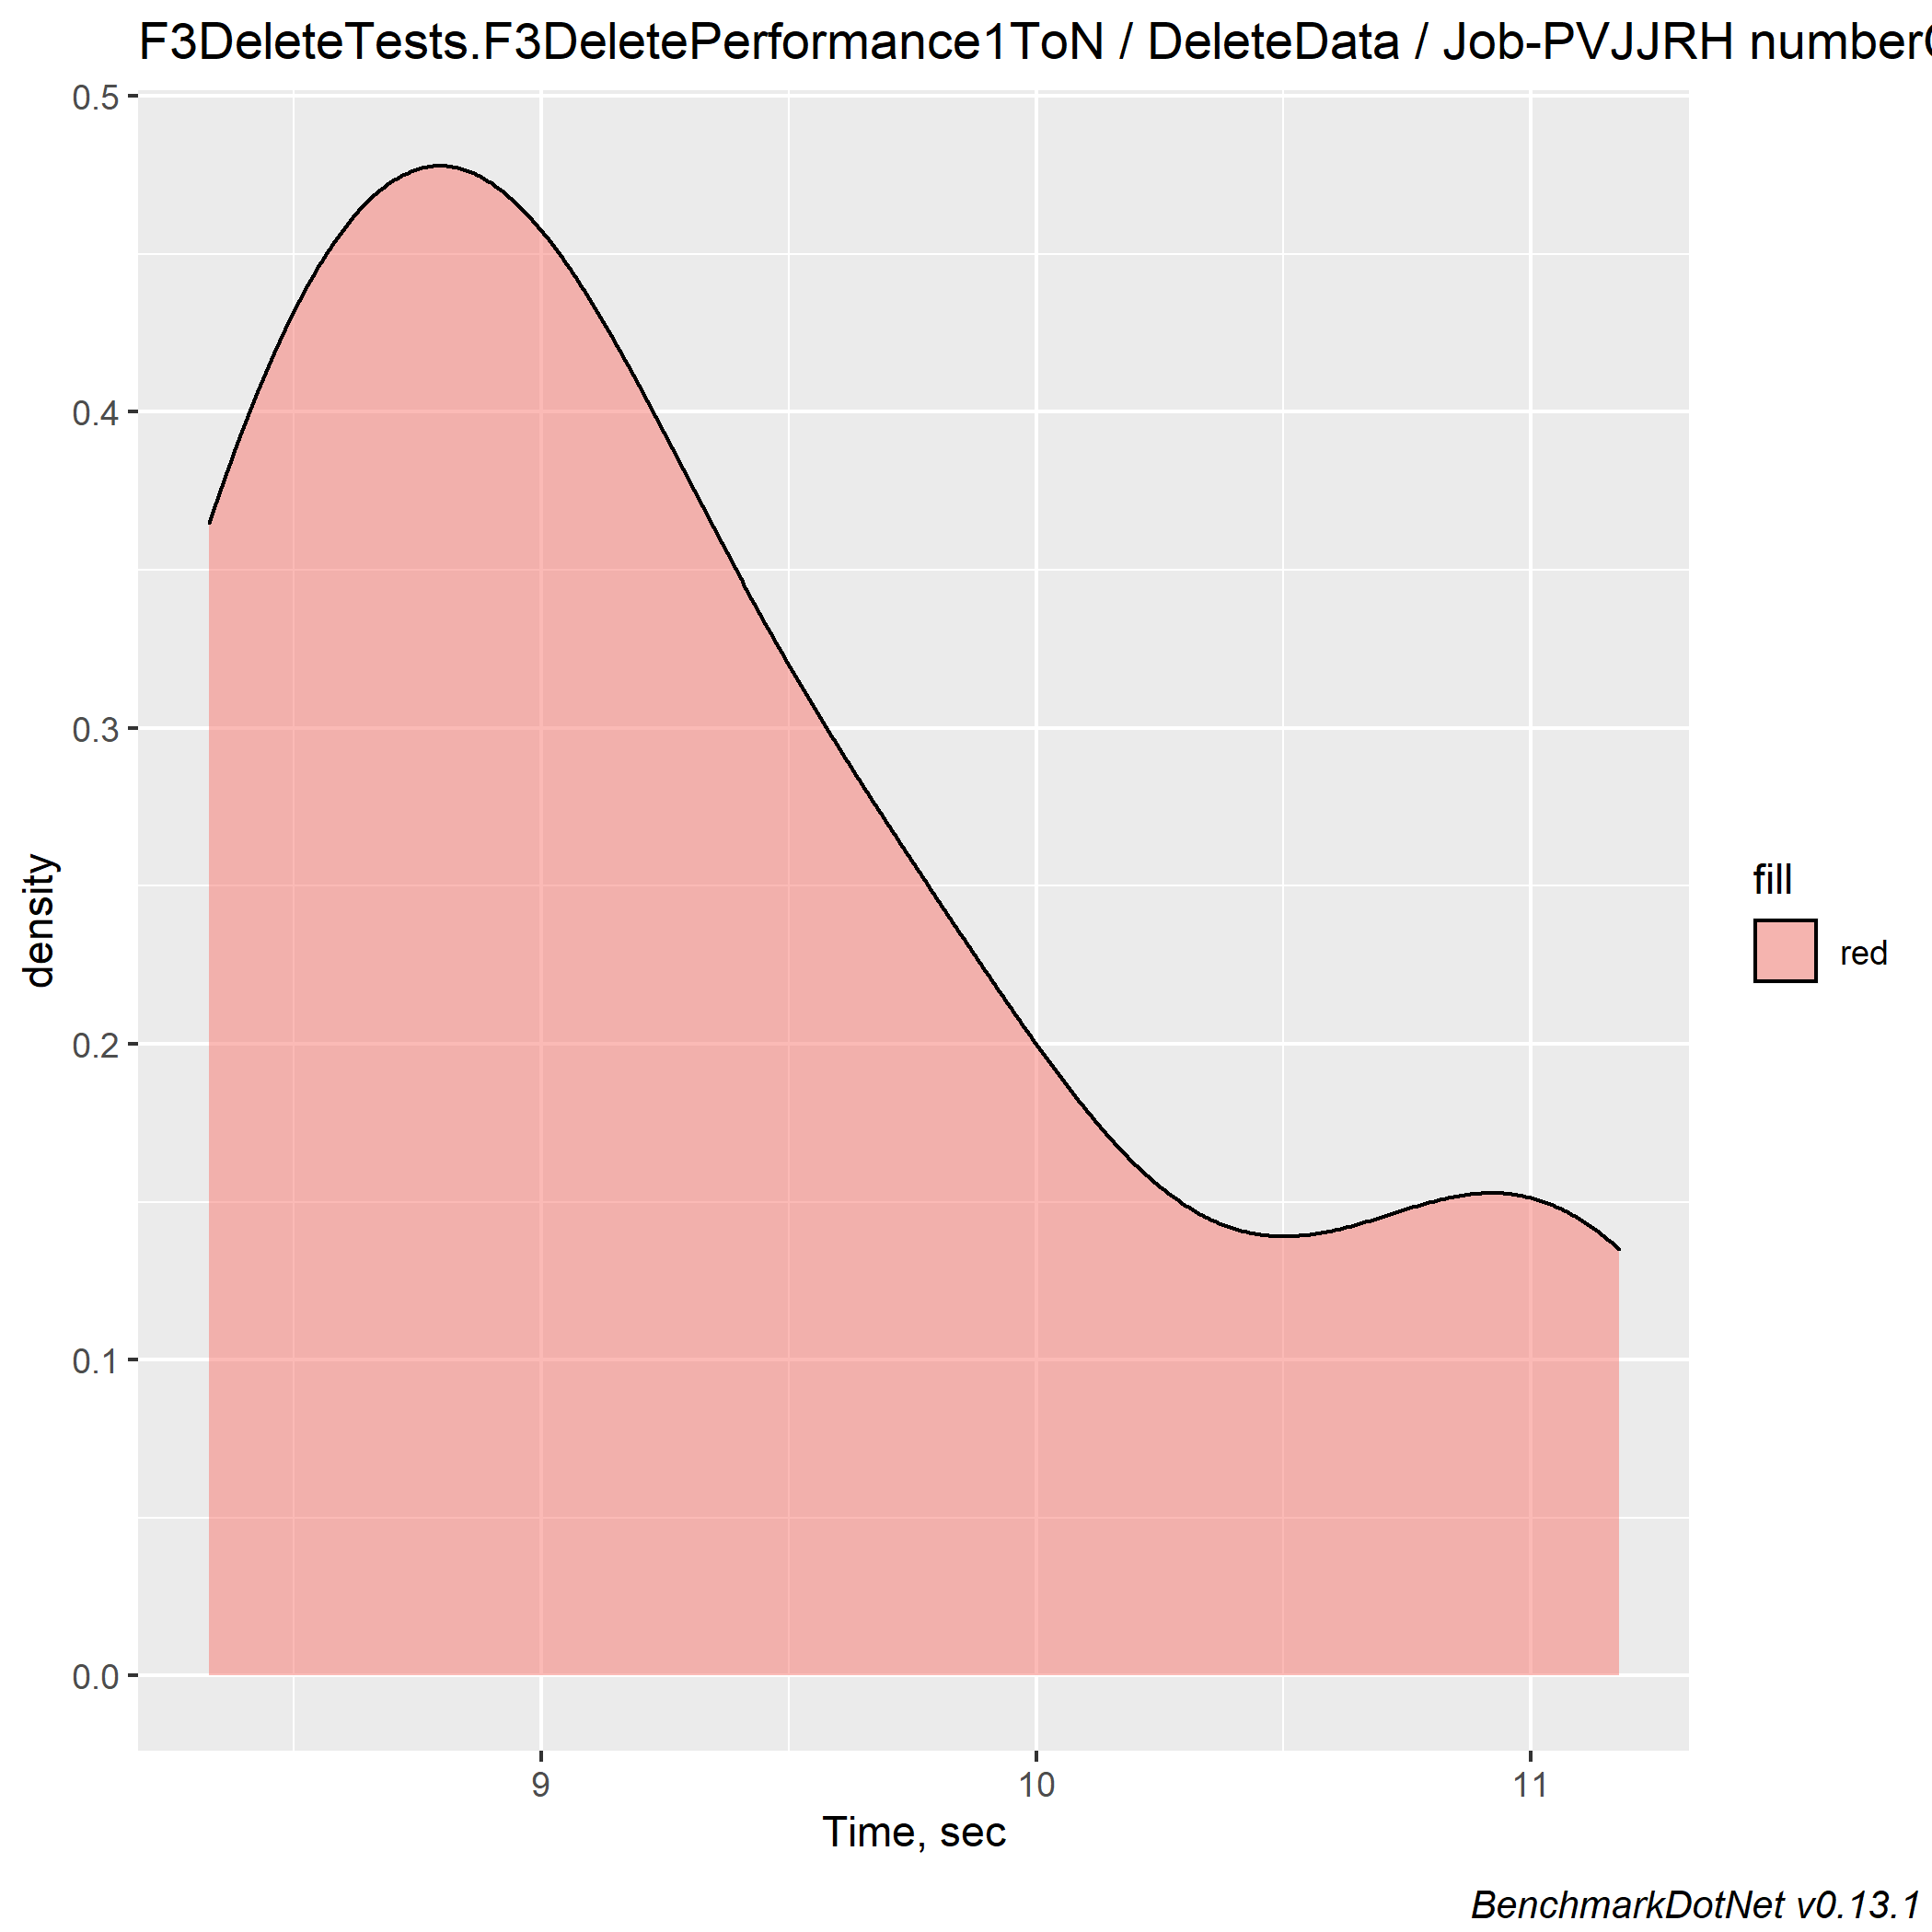 F3DeleteTests.F3DeletePerformance1ToN / DeleteData / Job-PVJJRH number
0.5
0.4
0.3
0.2
0.1
0.0
density
9 10 11
Time, sec
fill
red
BenchmarkDotNet v0.13.1